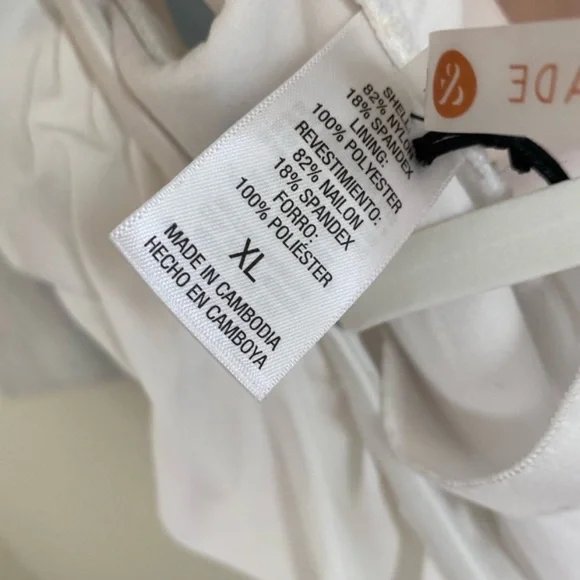 SHELL:
82% NYLON
18% SPANDEX
LINING:
100% POLYESTER
REVESTIMIENTO:
82% NAILON
18% SPANDEX
FORRO:
100% POLIÉSTER
XL
MADE IN CAMBODIA
HECHO EN CAMBOYA
&
ADE